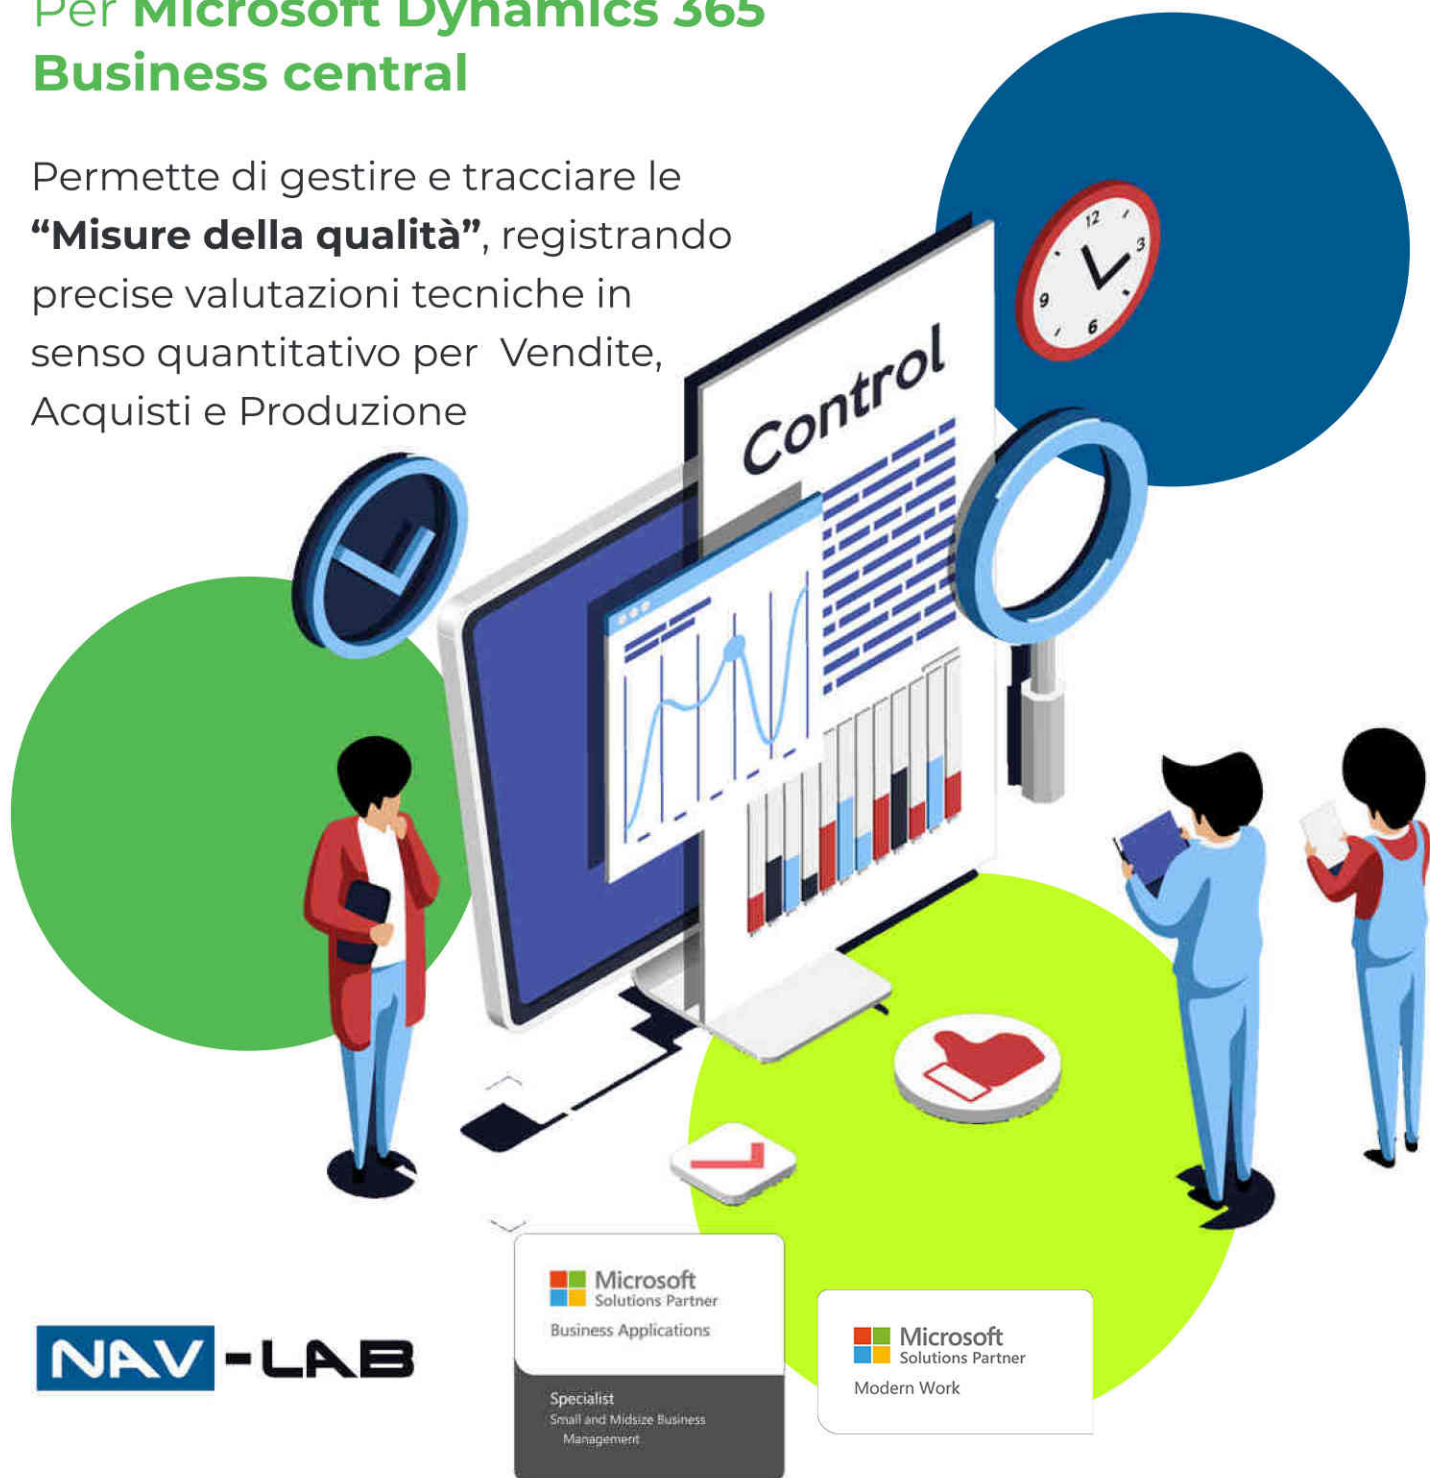 Per Microsoft Dynamics 365
Business central
Permette di gestire e tracciare le
“Misure della qualità”, registrando
precise valutazioni tecniche in
senso quantitativo per  Vendite,
Acquisti e Produzione
12
3
9
6
Control
Microsoft
Solutions Partner
Business Applications
Specialist
Small and Midsize Business
Management
Microsoft
Solutions Partner
Modern Work
NAV-LAB